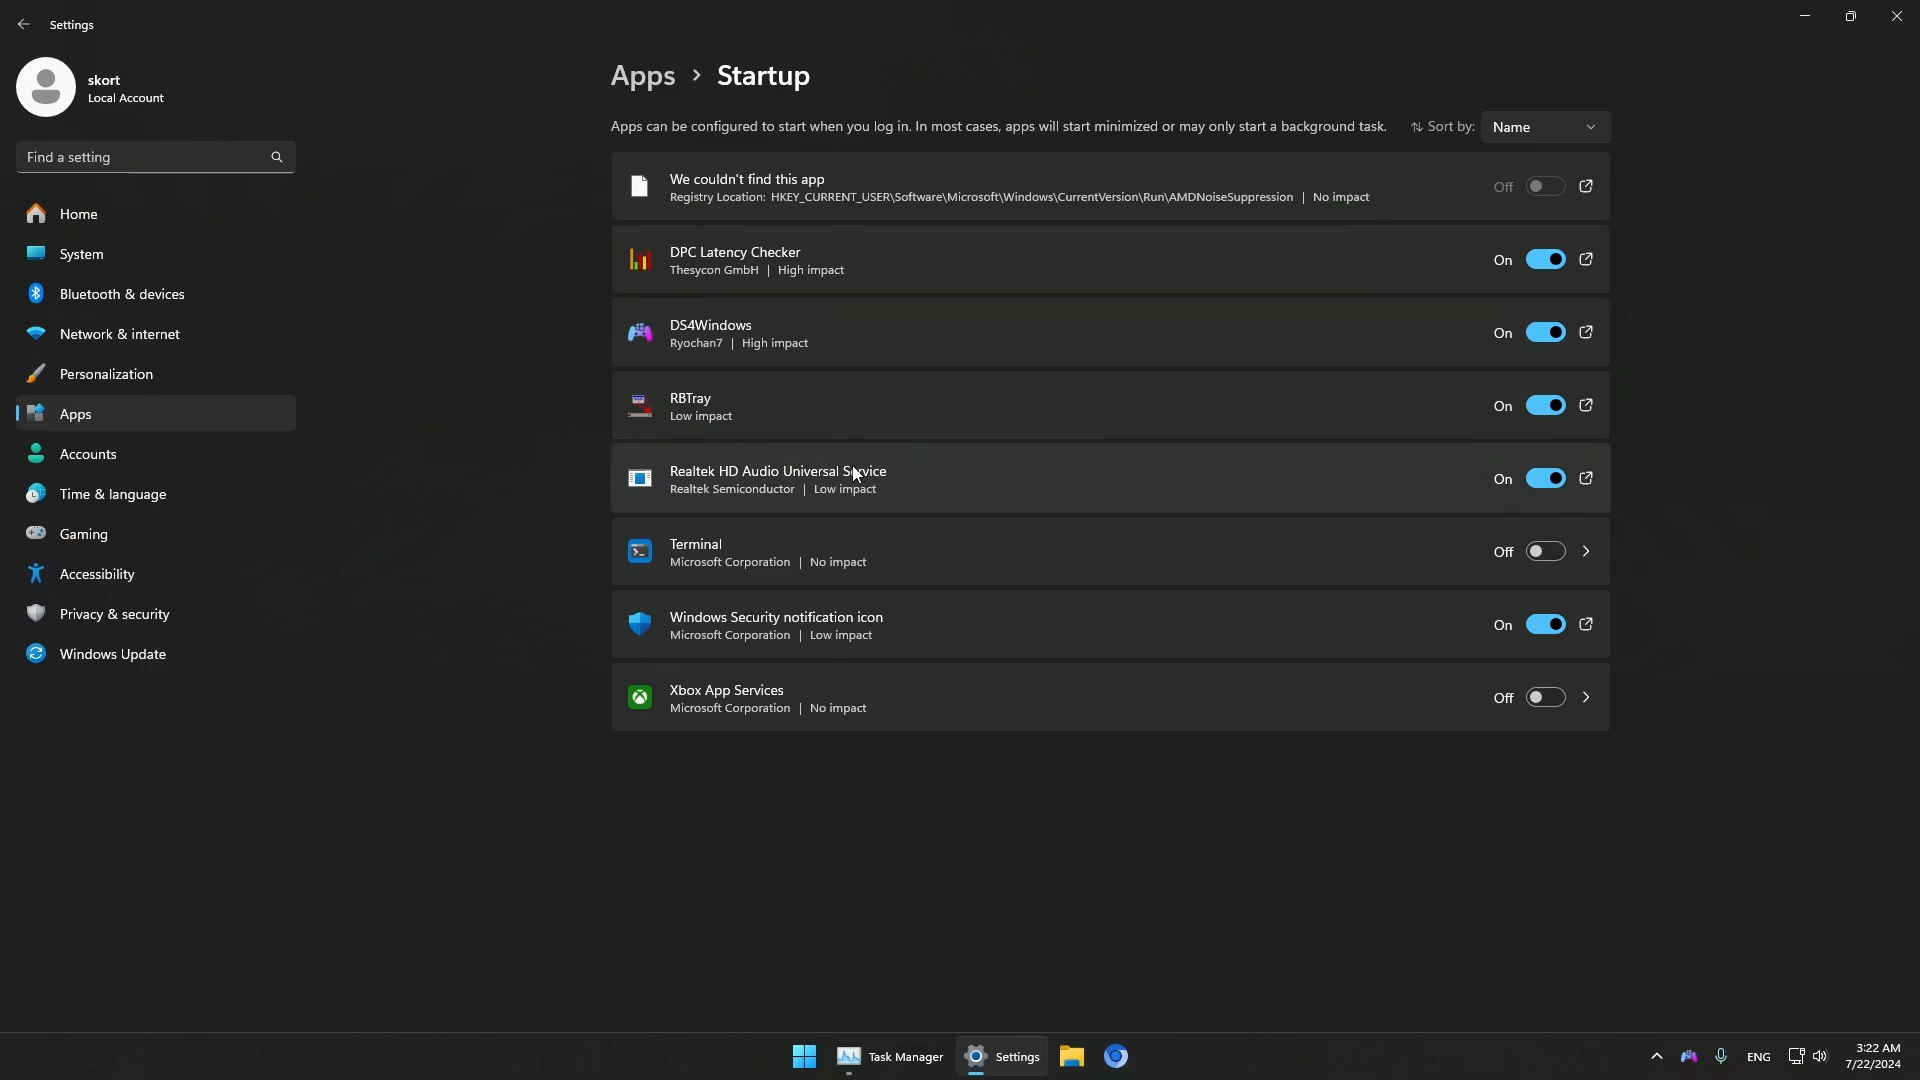 Settings
skort
Local Account
Find a setting
Home
System
Bluetooth & devices
Network & internet
Personalization
Apps
Accounts
Time & language
Gaming
Accessibility
Privacy & security
Windows Update
Apps > Startup
Apps can be configured to start when you log in. In most cases, apps will start minimized or may only start a background task.
Sort by: Name
We couldn't find this app
Registry Location: HKEY_CURRENT_USER\Software\Microsoft\Windows\CurrentVersion\Run\AMDNoiseSuppression | No impact
Off
DPC Latency Checker
Thesycon GmbH | High impact
On
DS4Windows
Ryochan7 | High impact
On
RBTray
Low impact
On
Realtek HD Audio Universal Service
Realtek Semiconductor | Low impact
On
Terminal
Microsoft Corporation | No impact
Off
Windows Security notification icon
Microsoft Corporation | Low impact
On
Xbox App Services
Microsoft Corporation | No impact
Off
Task Manager
Settings
ENG
3:22 AM
7/22/2024